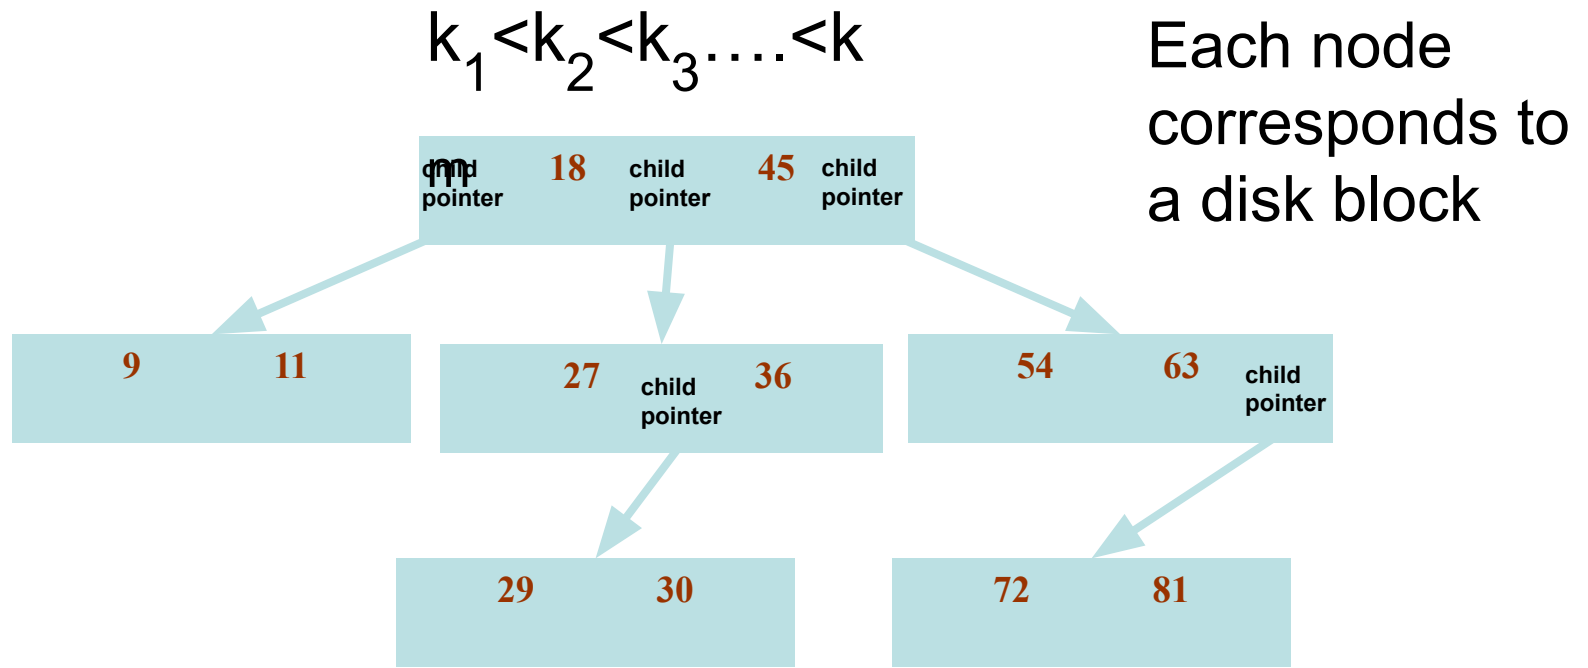 k₁<k₂<k₃….<k
m
Each node
corresponds to
a disk block
child 18 child 45 child
pointer pointer pointer
9 11
27 child 36
pointer
54 63 child
pointer
29 30
72 81